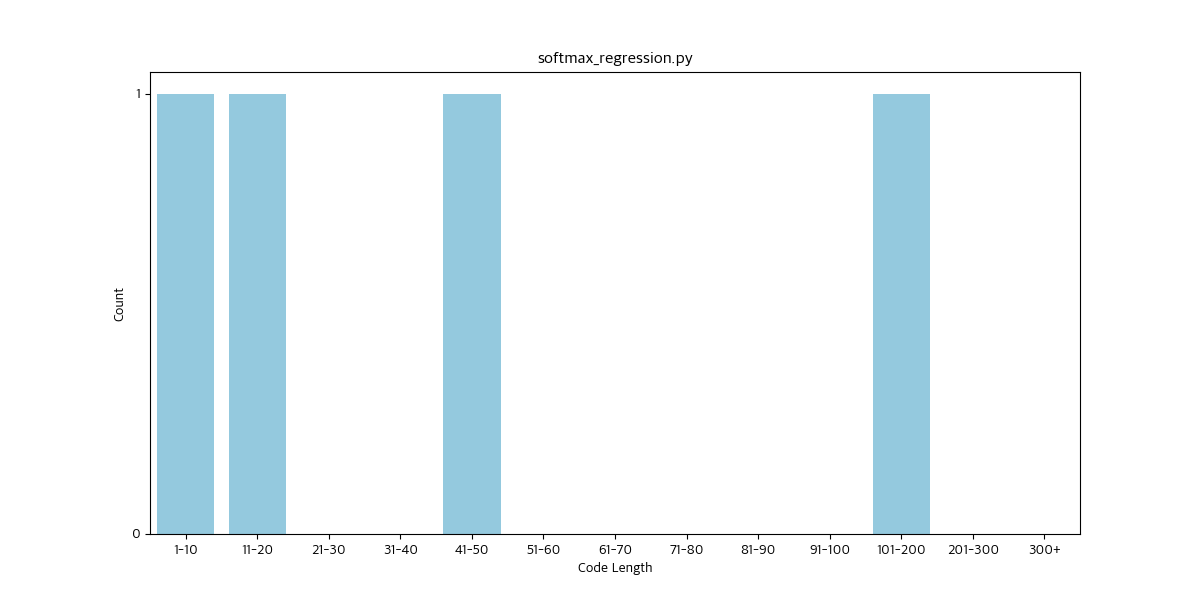 softmax_regression.py
1
Count
0
1-10 11-20 21-30 31-40 41-50 51-60 61-70 71-80 81-90 91-100 101-200 201-300 300+
Code Length